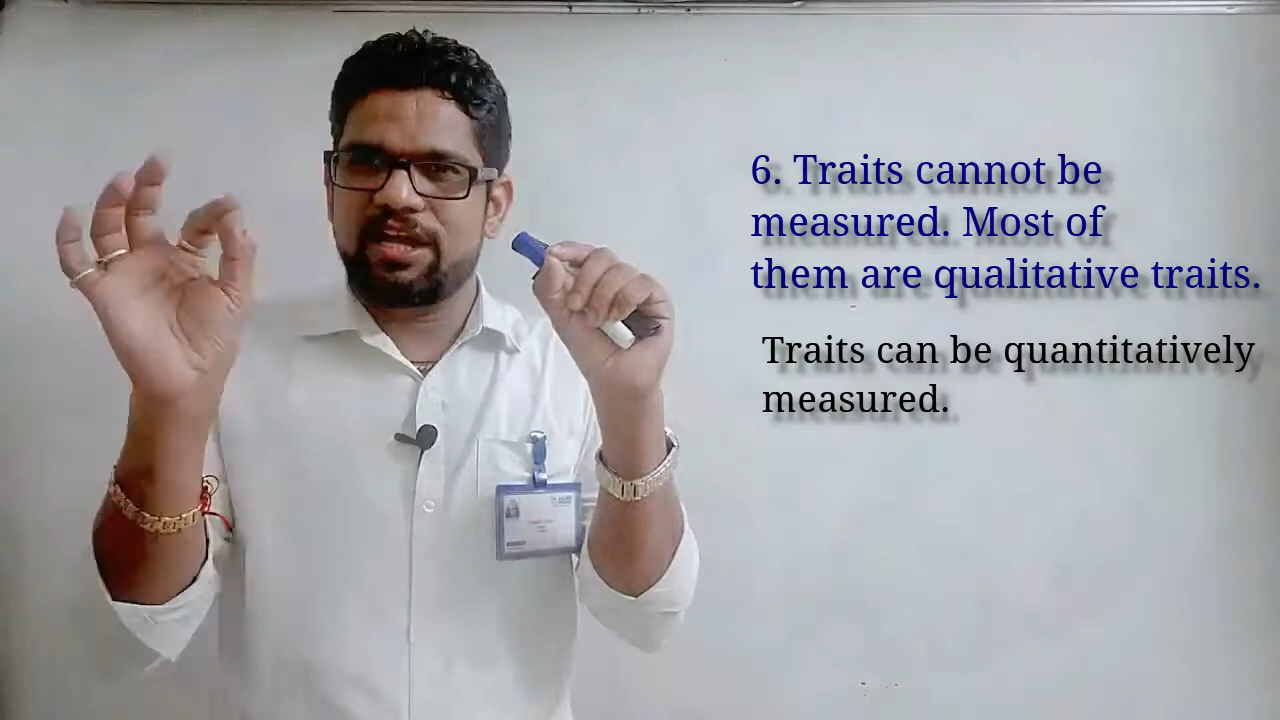 6. Traits cannot be
measured. Most of
them are qualitative traits.
Traits can be quantitatively
measured.